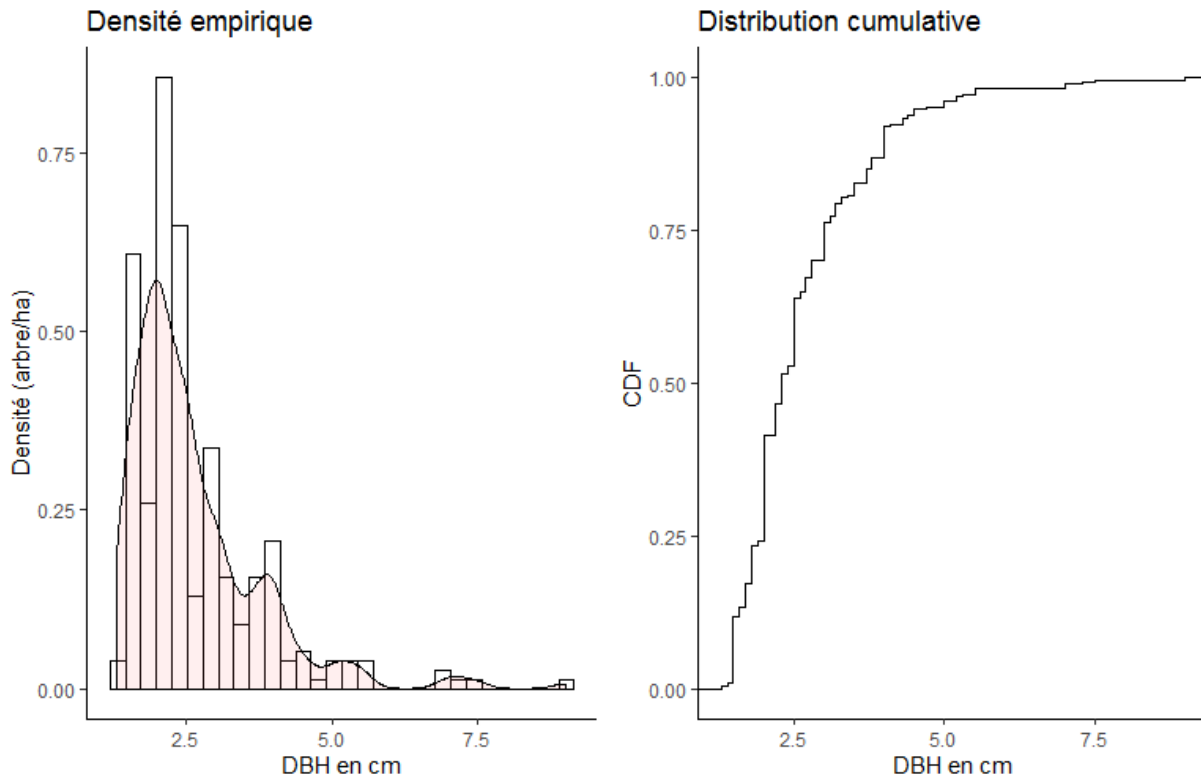 Densité empirique
0.75
0.50
0.25
0.00
Densité (arbre/ha)
2.5 5.0 7.5
DBH en cm
Distribution cumulative
1.00
0.75
0.50
0.25
0.00
CDF
2.5 5.0 7.5
DBH en cm